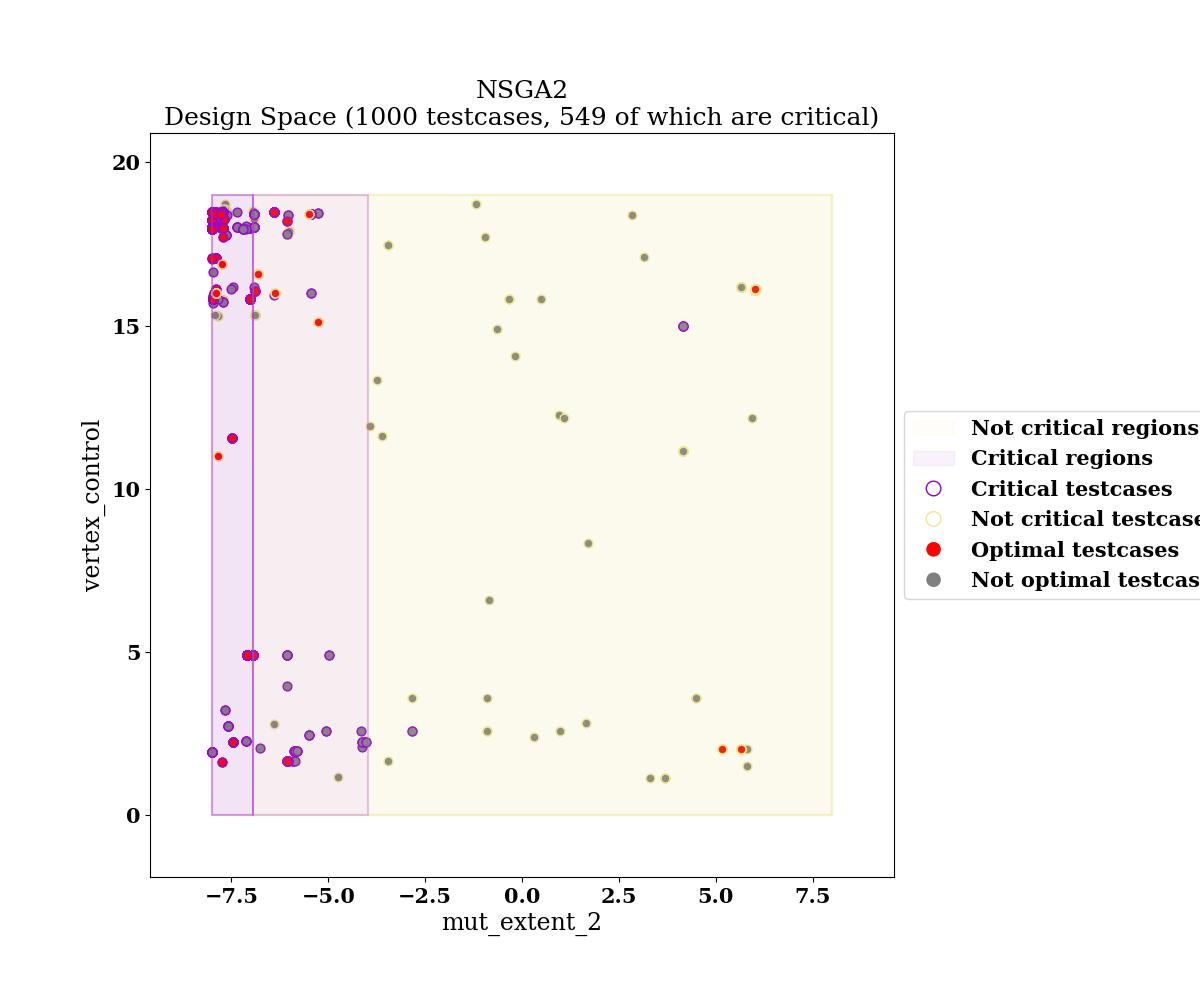 NSGA2
Design Space (1000 testcases, 549 of which are critical)
20
15
10
5
0
vertex_control
−7.5 −5.0 −2.5 0.0 2.5 5.0 7.5
mut_extent_2
Not critical regions
Critical regions
Critical testcases
Not critical testcase
Optimal testcases
Not optimal testcas